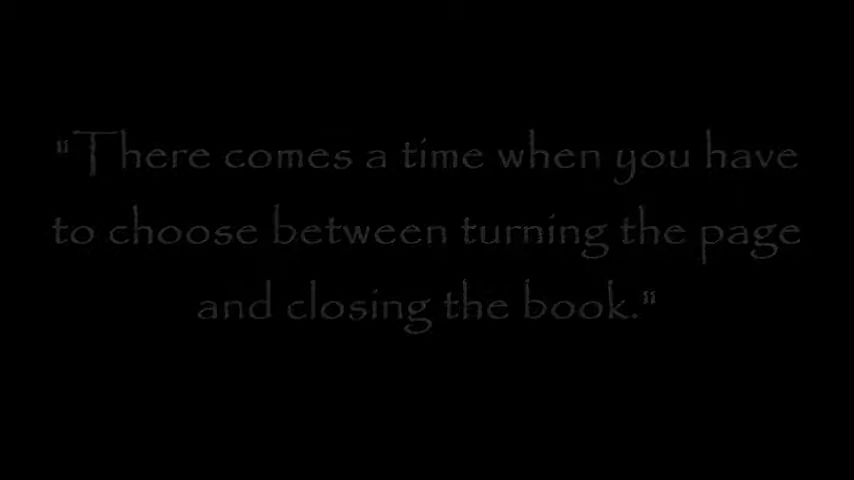 "There comes a time when you have
to choose between turning the page
and closing the book."